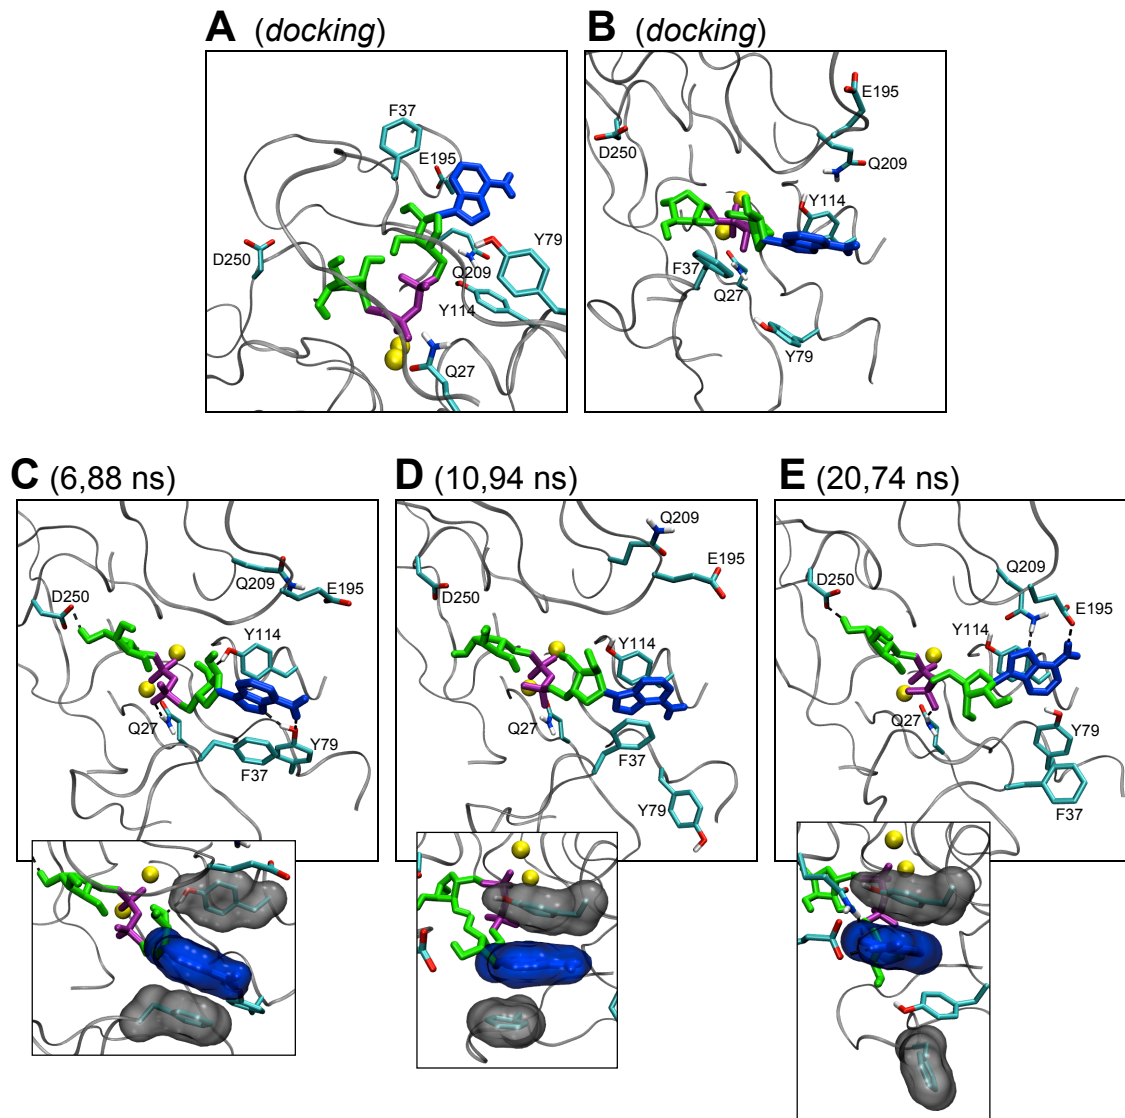 A (docking)
F37
E195
D250
Y79
Q209
Y114
Q27
B (docking)
E195
D250
Q209
Y114
F37
Q27
Y79
C (6,88 ns)
Q209
D250
E195
Y114
Q27
Y79
F37
D (10,94 ns)
Q209
E195
D250
Y114
Q27
F37
Y79
E (20,74 ns)
Q209
D250
E195
Y114
Q27
Y79
F37